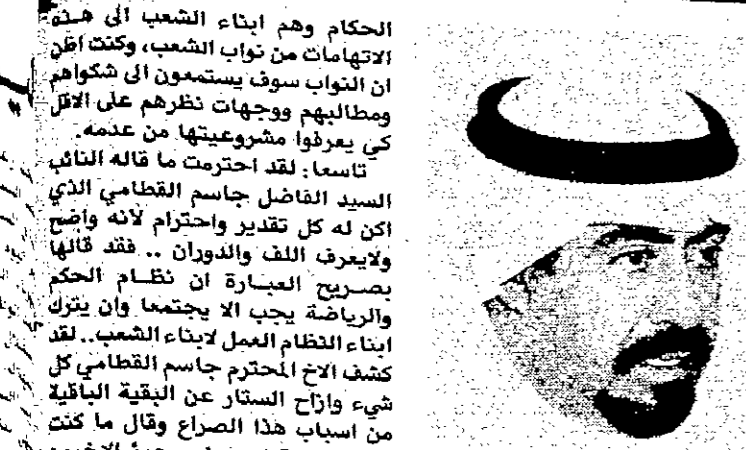 الحكام وهم ابناء الشعب الى هذه
الاتهامات من نواب الشعب، وكنت اظن
ان النواب سوف يستمعون الى شكواهم
ومطالبهم ووجهات نظرهم على الاقل
كي يعرفوا مشروعيتها من عدمه.
تاسعا: لقد احترمت ما قاله النائب
السيد الفاضل جاسم القطامي الذي
اكن له كل تقدير واحترام لانه واضح
ولايعرف اللف والدوران .. فقد قالها
بصريح العبارة ان نظام الحكم
والرياضة يجب الا يجتمعا وان يترك
ابناء النظام العمل لابناء الشعب.. لقد
كشف الاخ المحترم جاسم القطامي كل
شيء وازاح الستار عن البقية الباقية
من اسباب هذا الصراع وقال ما كنت